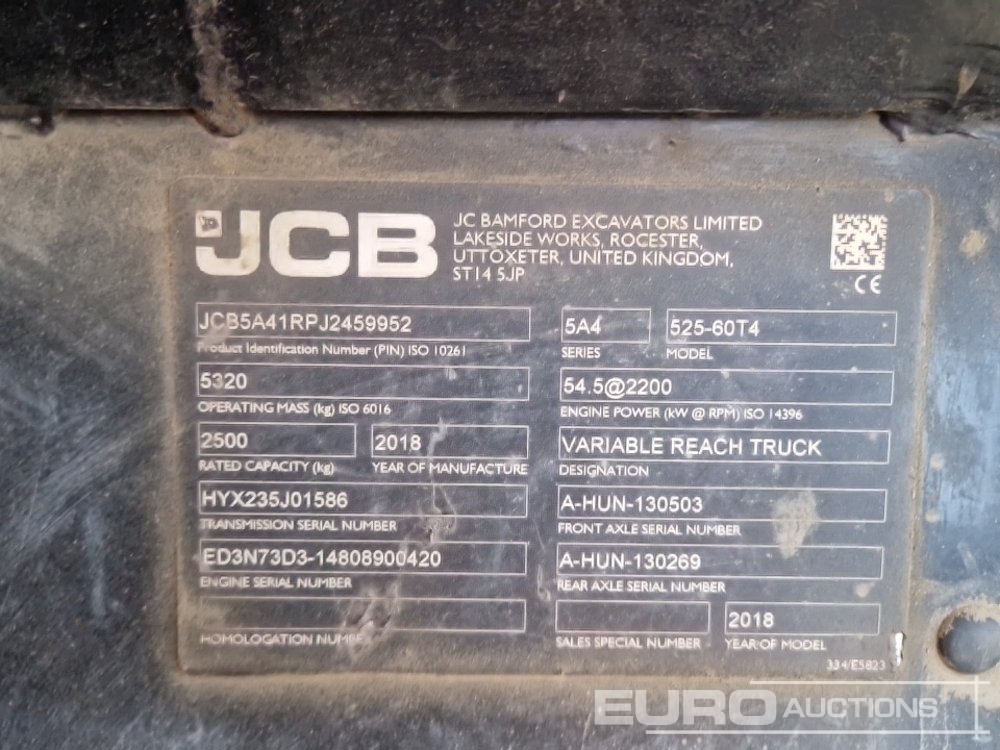 JCB
JC BAMFORD EXCAVATORS LIMITED
LAKESIDE WORKS, ROCESTER,
UTTOXETER, UNITED KINGDOM,
ST14 5JP
CE
JCB5A41RPJ2459952
Product Identification Number (PIN) ISO 10261
5A4
SERIES
525-60T4
MODEL
5320
OPERATING MASS (kg) ISO 6016
54.5@2200
ENGINE POWER (kW @ RPM) ISO 14396
2500
RATED CAPACITY (kg)
2018
YEAR OF MANUFACTURE
VARIABLE REACH TRUCK
DESIGNATION
HYX235J01586
TRANSMISSION SERIAL NUMBER
A-HUN-130503
FRONT AXLE SERIAL NUMBER
ED3N73D3-14808900420
ENGINE SERIAL NUMBER
A-HUN-130269
REAR AXLE SERIAL NUMBER
HOMOLOGATION NUMBER
SALES SPECIAL NUMBER
2018
YEAR OF MODEL
334/E5823
EURO AUCTIONS